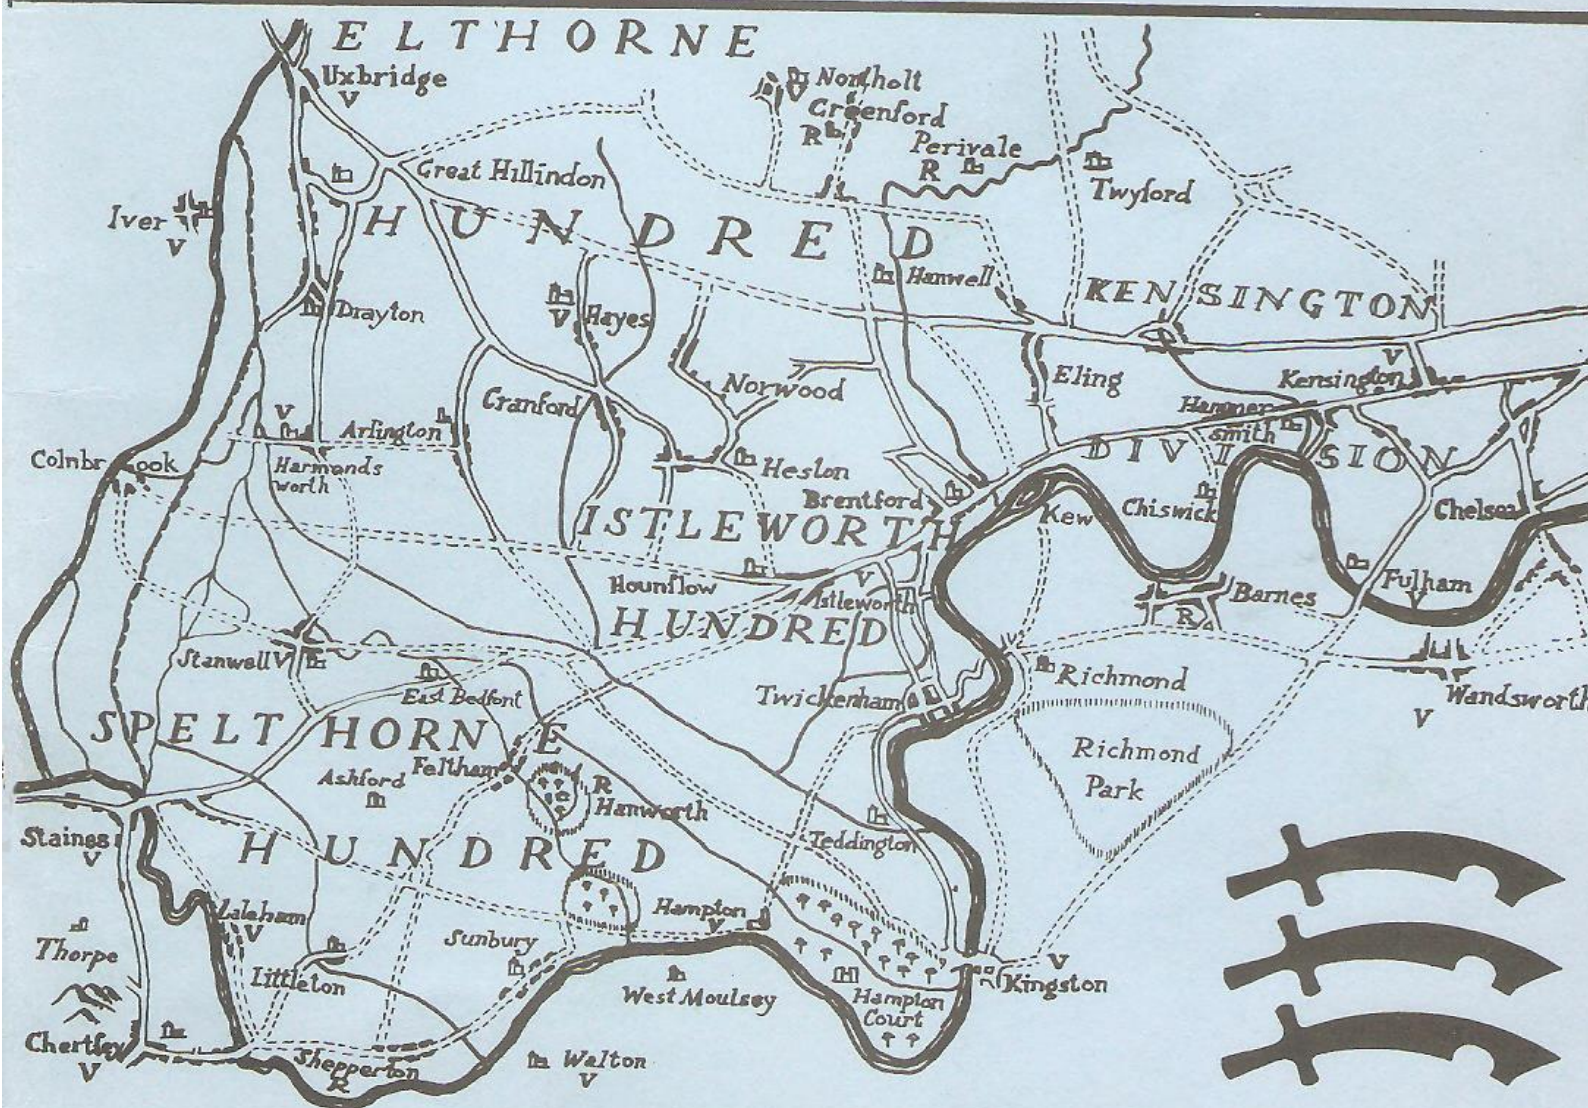 ELTHORNE
Uxbridge
V
Northolt
Greenford
R
Perivale
R
Great Hillindon
Twyford
Iver
V
HUNDRED
Hanwell
KENSINGTON
Drayton
Hayes
V
Eling
V
Kensington
Norwood
Cranford
Hammer
smith
V
Arlington
DIVISION
Colnbrook
Harmonds
worth
Heston
Brentford
Kew
Chiswick
Chelsea
ISTLEWORTH
Hounslow
V
Istleworth
Fulham
Barnes
R
HUNDRED
Stanwell V
East Bedfont
Richmond
Twickenham
Wandsworth
V
SPELTHORNE
Richmond
Park
Ashford
Feltham
R
Hanworth
Staines
V
HUNDRED
Teddington
Laleham
V
Hampton
V
Thorpe
Sunbury
Littleton
West Moulsey
H
Hampton
Court
V
Kingston
Chertsey
V
Shepperton
R
Walton
V